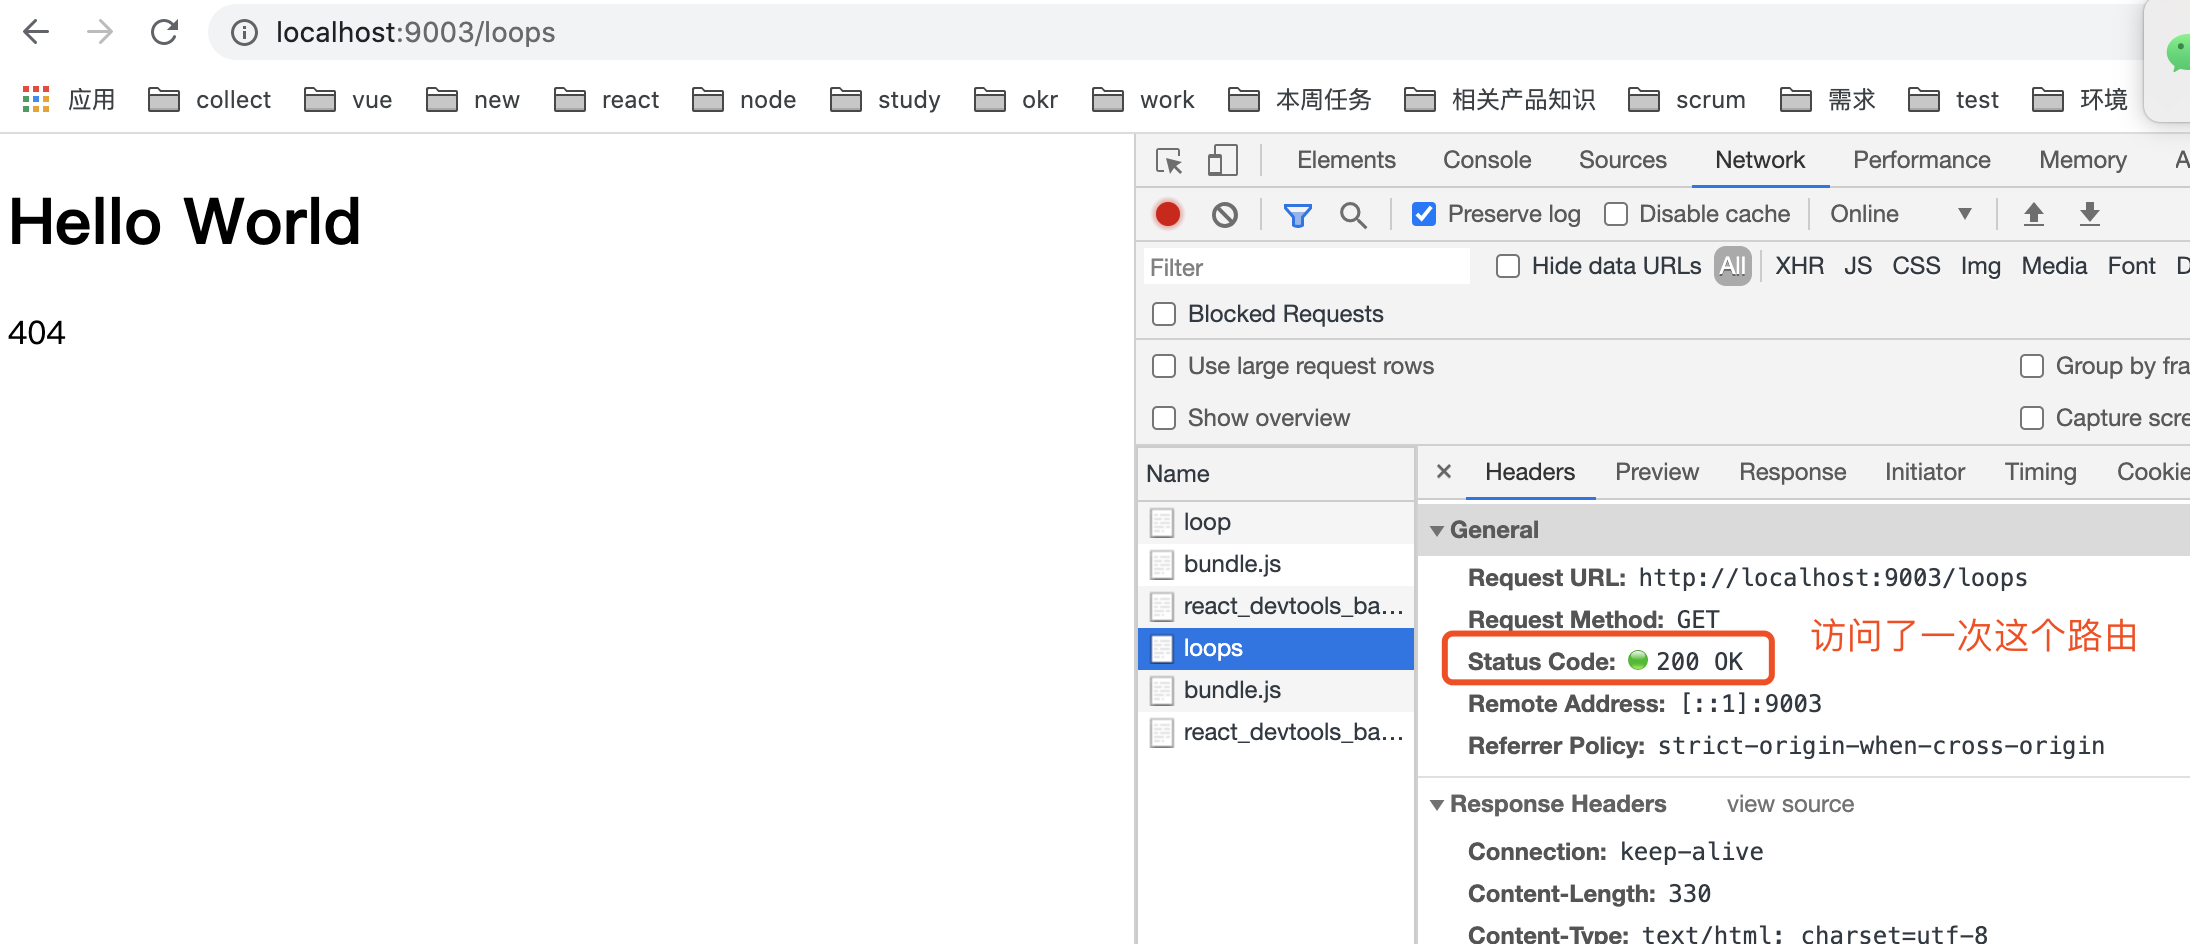 localhost:9003/loops
应用 collect vue new react node study okr work 本周任务 相关产品知识 scrum 需求 test 环境
Hello World
404
Elements Console Sources Network Performance Memory
Preserve log Disable cache Online
Filter Hide data URLs All XHR JS CSS Img Media Font
Blocked Requests
Use large request rows Group by fra
Show overview Capture scre
Name
loop
bundle.js
react_devtools_ba...
loops
bundle.js
react_devtools_ba...
Headers Preview Response Initiator Timing Cookie
General
Request URL: http://localhost:9003/loops
Request Method: GET
访问了一次这个路由
Status Code: 200 OK
Remote Address: [::1]:9003
Referrer Policy: strict-origin-when-cross-origin
Response Headers view source
Connection: keep-alive
Content-Length: 330
Content-Type: text/html; charset=utf-8